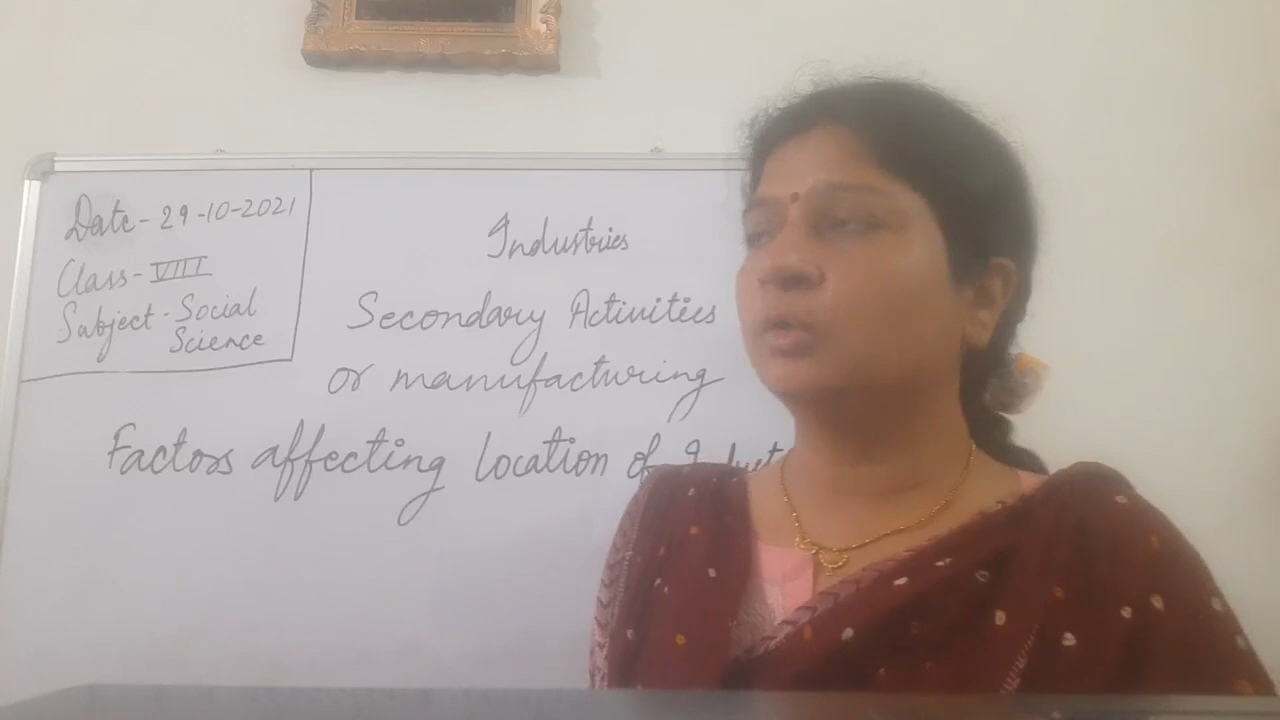 Date - 29-10-2021
Class - VIII
Subject - Social
Science
Industries
Secondary Activities
or manufacturing
Factors affecting location of